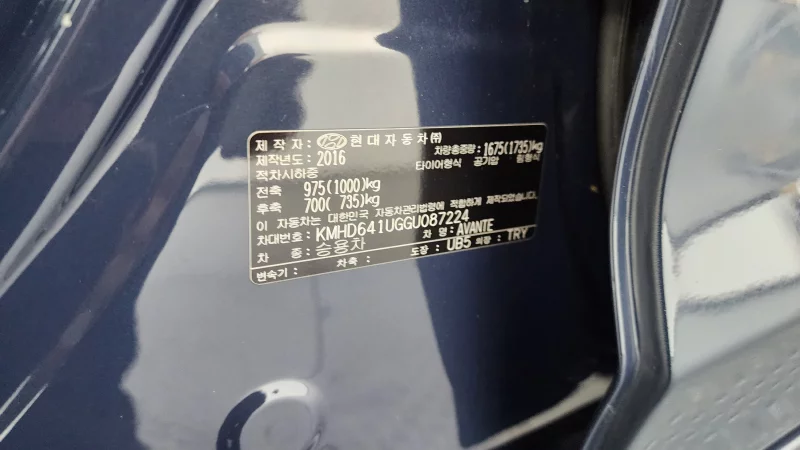 제 작 자 : 현대자동차㈜ 차량총중량: 1675(1735)kg
제작년도: 2016 타이어형식 공기압 림형식
적차시하중
전축 975(1000)kg
후축 700( 735)kg
이 자동차는 대한민국 자동차관리법령에 적합하게 제작되었습니다.
차대번호: KMHD641UGGU087224 차 명: AVANTE
차 종: 승용차 도장: UB5 의장: TRY
변속기: 차축: